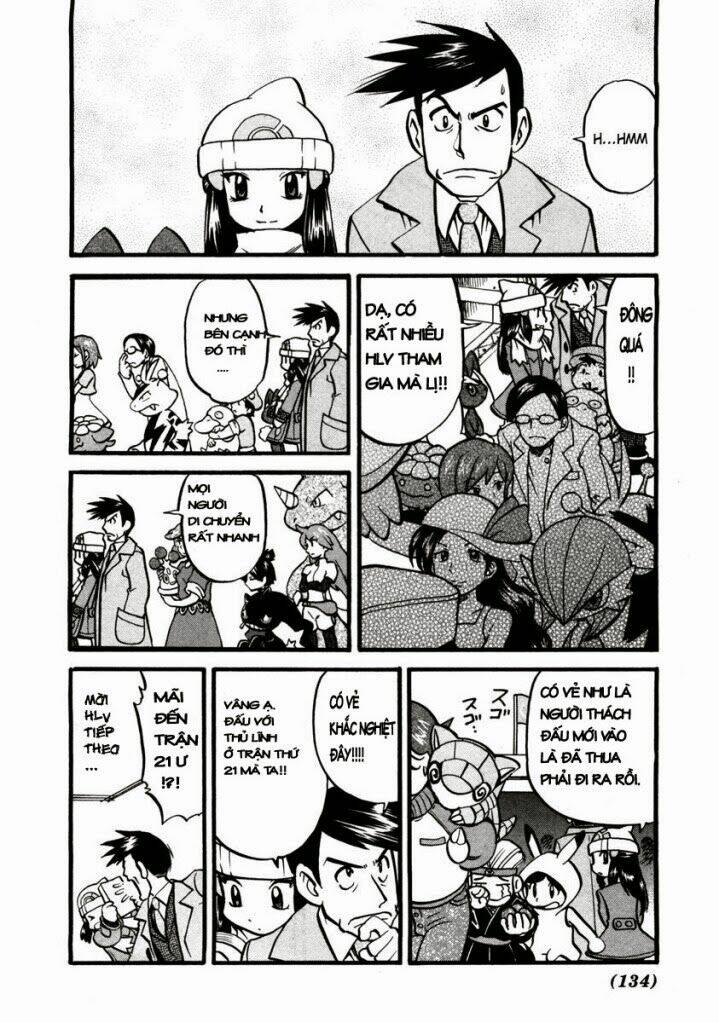 H...HMM
ĐÔNG
QUÁ
!!
DẠ, CÓ
RẤT NHIỀU
HLV THAM
GIA MÀ LỊ!!
NHƯNG
BÊN CẠNH
ĐÓ THÌ
....
MỌI
NGƯỜI
DI CHUYỂN
RẤT NHANH
CÓ VẺ NHƯ LÀ
NGƯỜI THÁCH
ĐẤU MỚI VÀO
LÀ ĐÃ THUA
PHẢI ĐI RA RỒI.
スゴ
スゴ...
CÓ VẺ
KHẮC NGHIỆT
ĐÂY!!!!
VÂNG Ạ.
ĐẤU VỚI
THỦ LĨNH
Ở TRẬN THỨ
21 MÀ TA!!
MÃI
ĐẾN
TRẬN
21 Ư
!?!
MỜI
HLV
TIẾP
THEO
...
(134)